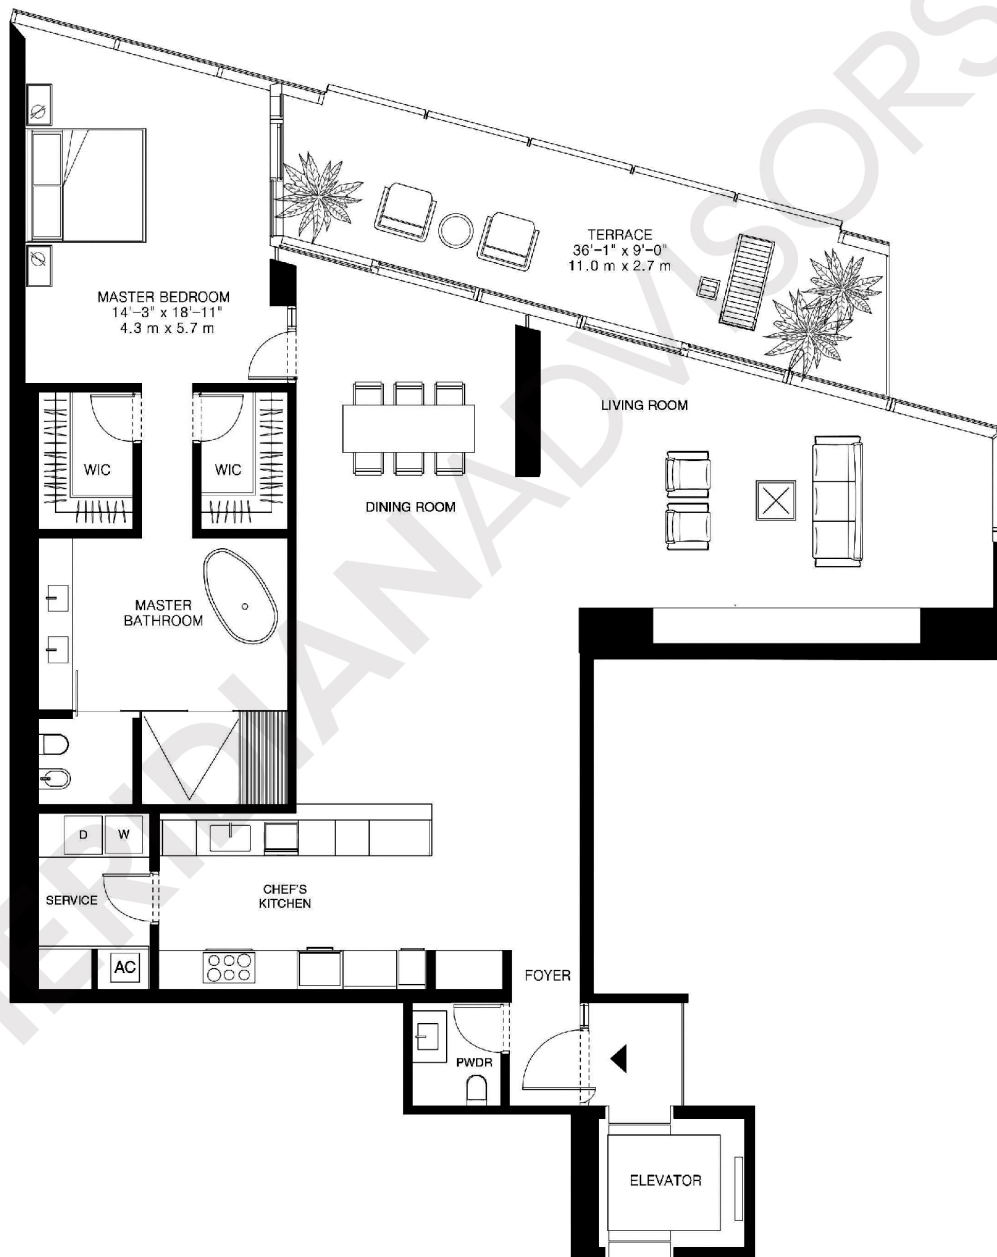 TERRACE
36'-1" x 9'-0"
11.0 m x 2.7 m
MASTER BEDROOM
14'-3" x 18'-11"
4.3 m x 5.7 m
LIVING ROOM
WIC
WIC
DINING ROOM
MASTER
BATHROOM
D
W
SERVICE
CHEF'S
KITCHEN
AC
FOYER
PWDR
ELEVATOR
MERIDIANADVISORS